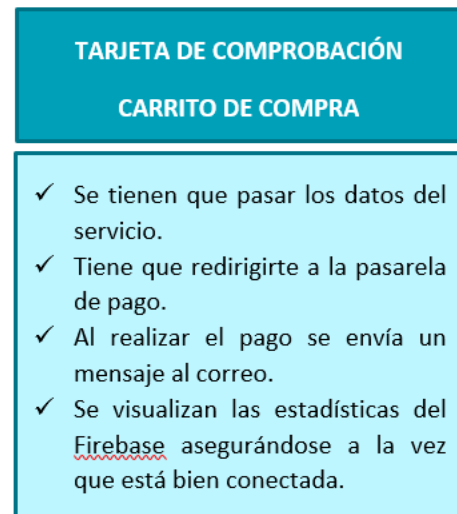 TARJETA DE COMPROBACIÓN
CARRITO DE COMPRA
✓ Se tienen que pasar los datos del
servicio.
✓ Tiene que redirigirte a la pasarela
de pago.
✓ Al realizar el pago se envía un
mensaje al correo.
✓ Se visualizan las estadísticas del
Firebase asegurándose a la vez
que está bien conectada.